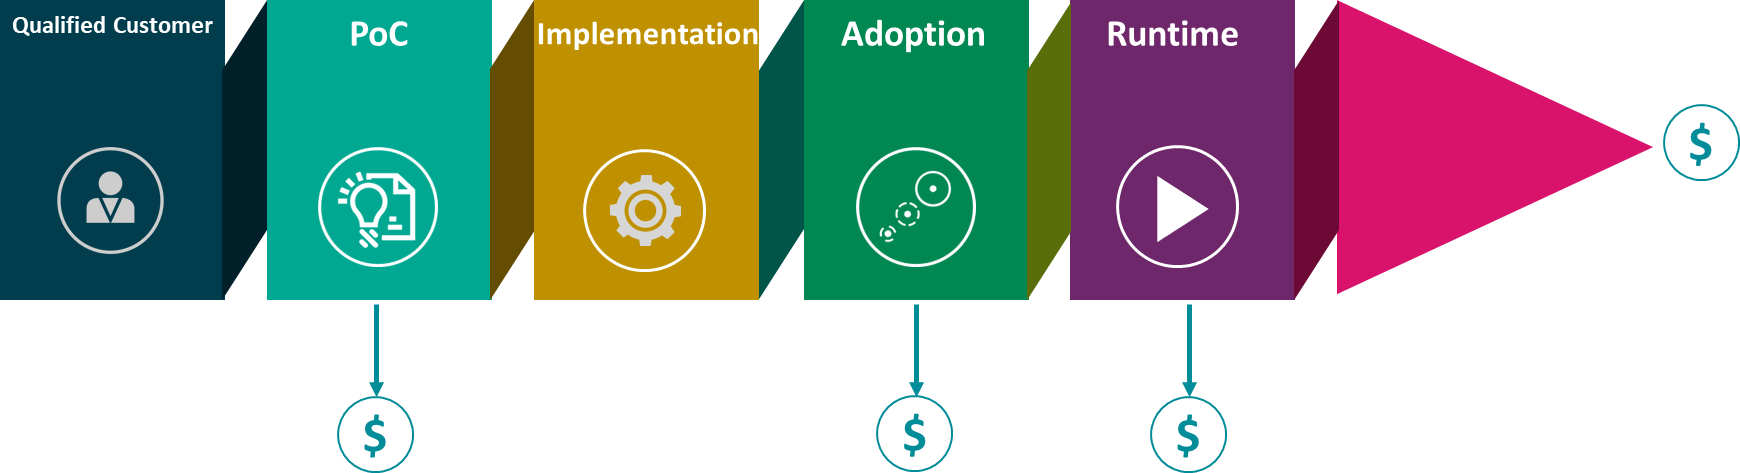 Qualified Customer
PoC
Implementation
Adoption
Runtime
$
$
$
$